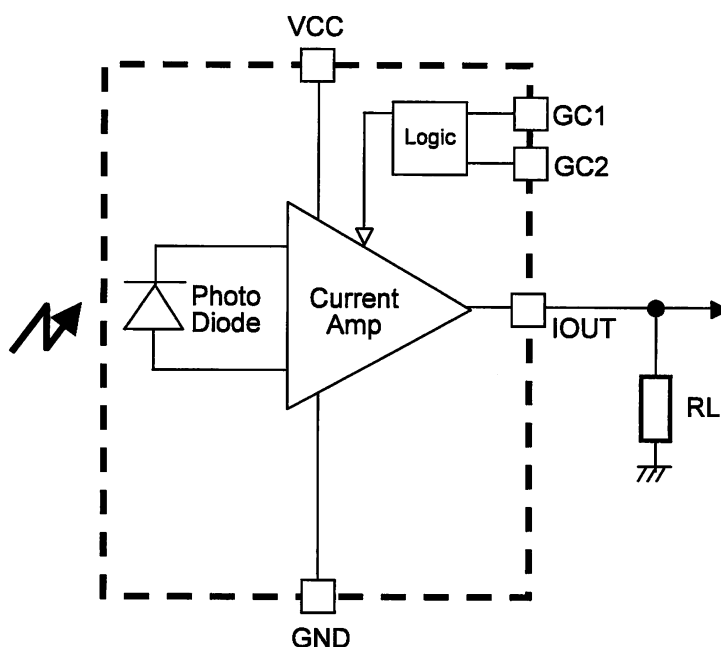 VCC
GC1
Logic
GC2
Photo
Diode
Current
Amp
IOUT
RL
GND